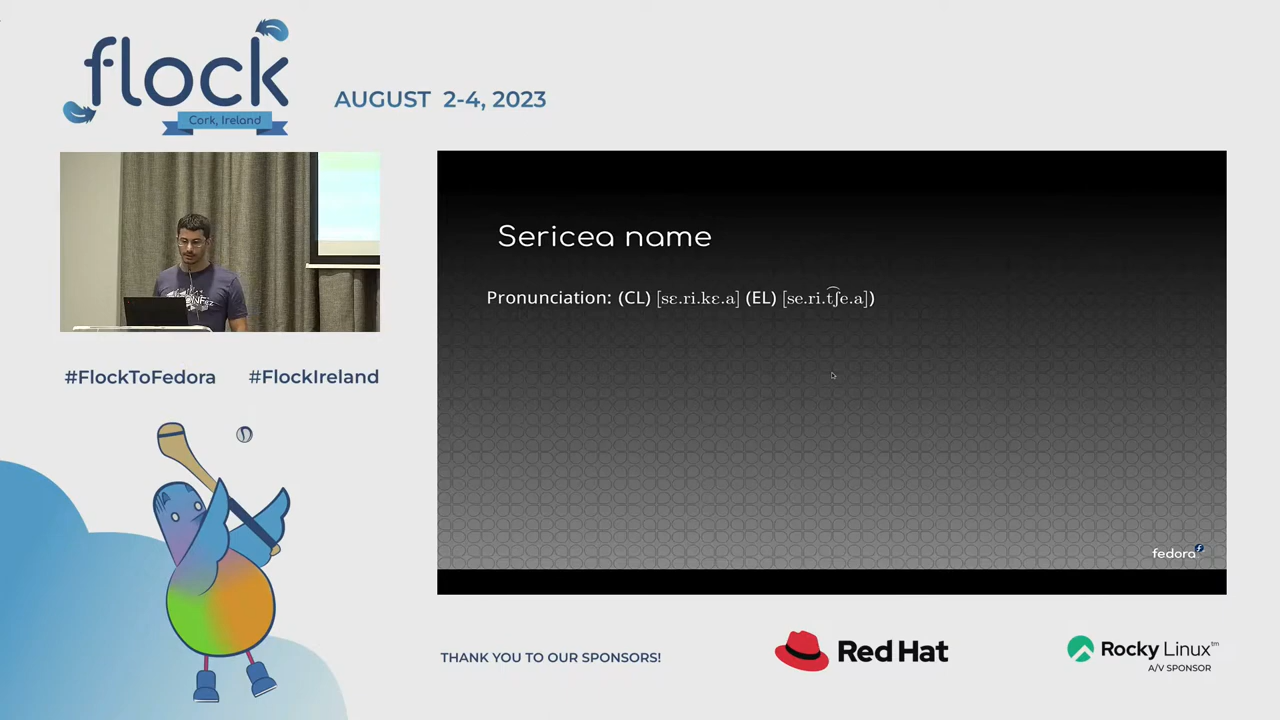 flock
Cork, Ireland
AUGUST 2-4, 2023
Sericea name
Pronunciation: (CL) [sɛ.ri.kɛ.a] (EL) [se.ri.t͡ʃe.a])
fedora
#FlockToFedora #FlockIreland
THANK YOU TO OUR SPONSORS!
Red Hat
Rocky Linux™
A/V SPONSOR